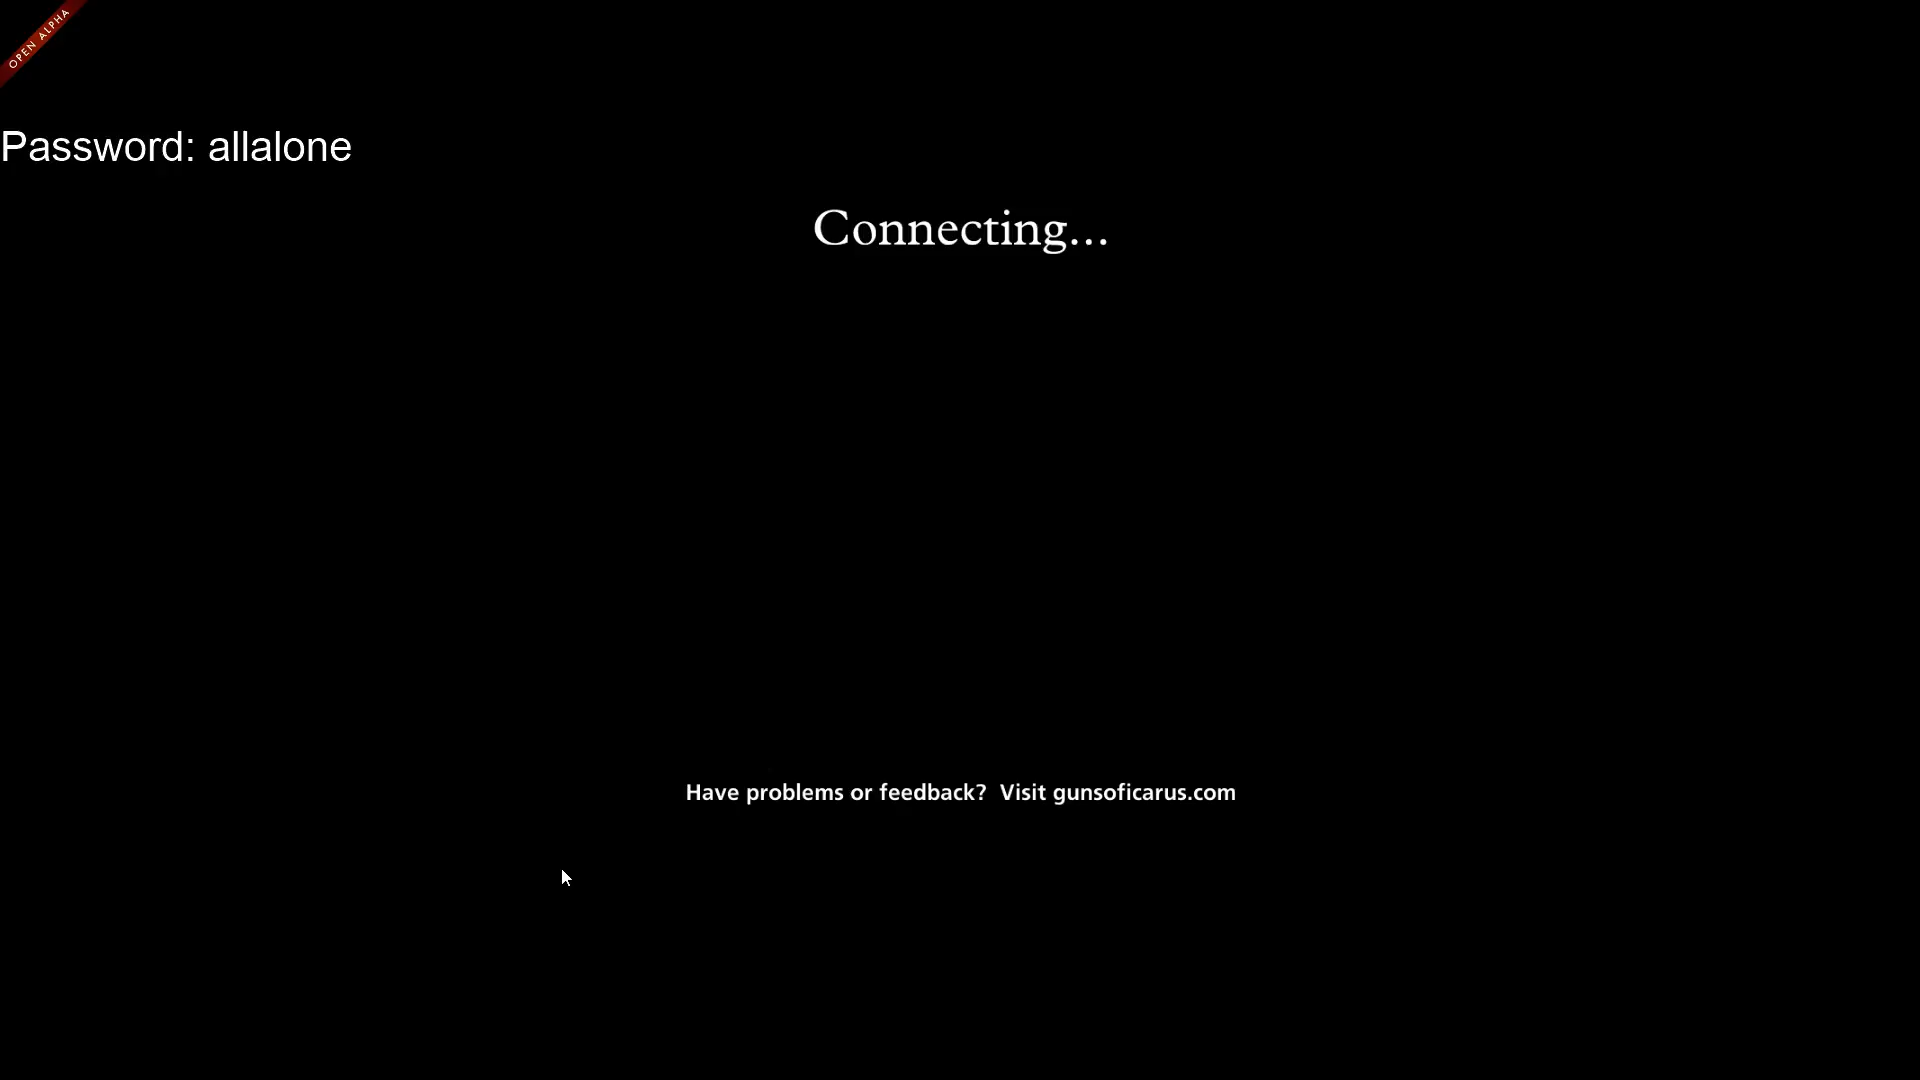 OPEN ALPHA
Password: allalone
Connecting...
Have problems or feedback?  Visit gunsoficarus.com